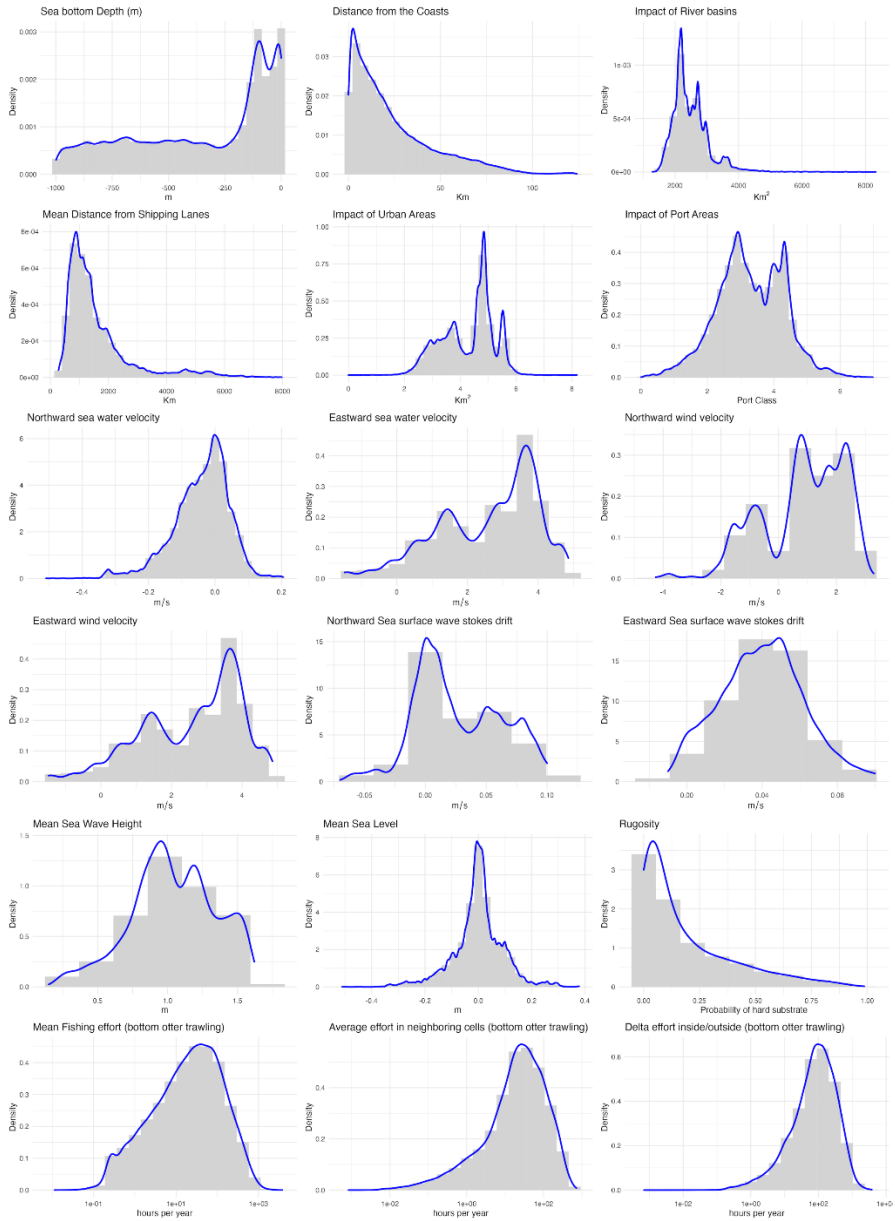 Sea bottom Depth (m)
Density
0.003
0.002
0.001
0.000
-1000
-750
-500
-250
0
m
Distance from the Coasts
Density
0.03
0.02
0.01
0.00
0
50
100
Km
Impact of River basins
Density
1e-03
5e-04
0e+00
2000
4000
6000
8000
Km²
Mean Distance from Shipping Lanes
Density
8e-04
6e-04
4e-04
2e-04
0e+00
0
2000
4000
6000
8000
Km
Impact of Urban Areas
Density
1.00
0.75
0.50
0.25
0.00
0
2
4
6
8
Km²
Impact of Port Areas
Density
0.4
0.3
0.2
0.1
0.0
0
2
4
6
Port Class
Northward sea water velocity
Density
6
4
2
0
-0.4
-0.2
0.0
0.2
m/s
Eastward sea water velocity
Density
0.4
0.3
0.2
0.1
0.0
0
2
4
m/s
Northward wind velocity
Density
0.3
0.2
0.1
0.0
-4
-2
0
2
m/s
Eastward wind velocity
Density
0.4
0.3
0.2
0.1
0.0
0
2
4
m/s
Northward Sea surface wave stokes drift
Density
15
10
5
0
-0.05
0.00
0.05
0.10
m/s
Eastward Sea surface wave stokes drift
Density
15
10
5
0
0.00
0.04
0.08
m/s
Mean Sea Wave Height
Density
1.5
1.0
0.5
0.0
0.5
1.0
1.5
m
Mean Sea Level
Density
8
6
4
2
0
-0.4
-0.2
0.0
0.2
0.4
m
Rugosity
Density
3
2
1
0
0.00
0.25
0.50
0.75
1.00
Probability of hard substrate
Mean Fishing effort (bottom otter trawling)
Density
0.4
0.3
0.2
0.1
0.0
1e-01
1e+01
1e+03
hours per year
Average effort in neighboring cells (bottom otter trawling)
Density
0.4
0.2
0.0
1e-02
1e+00
1e+02
hours per year
Delta effort inside/outside (bottom otter trawling)
Density
0.6
0.4
0.2
0.0
1e-02
1e+00
1e+02
1e+04
hours per year